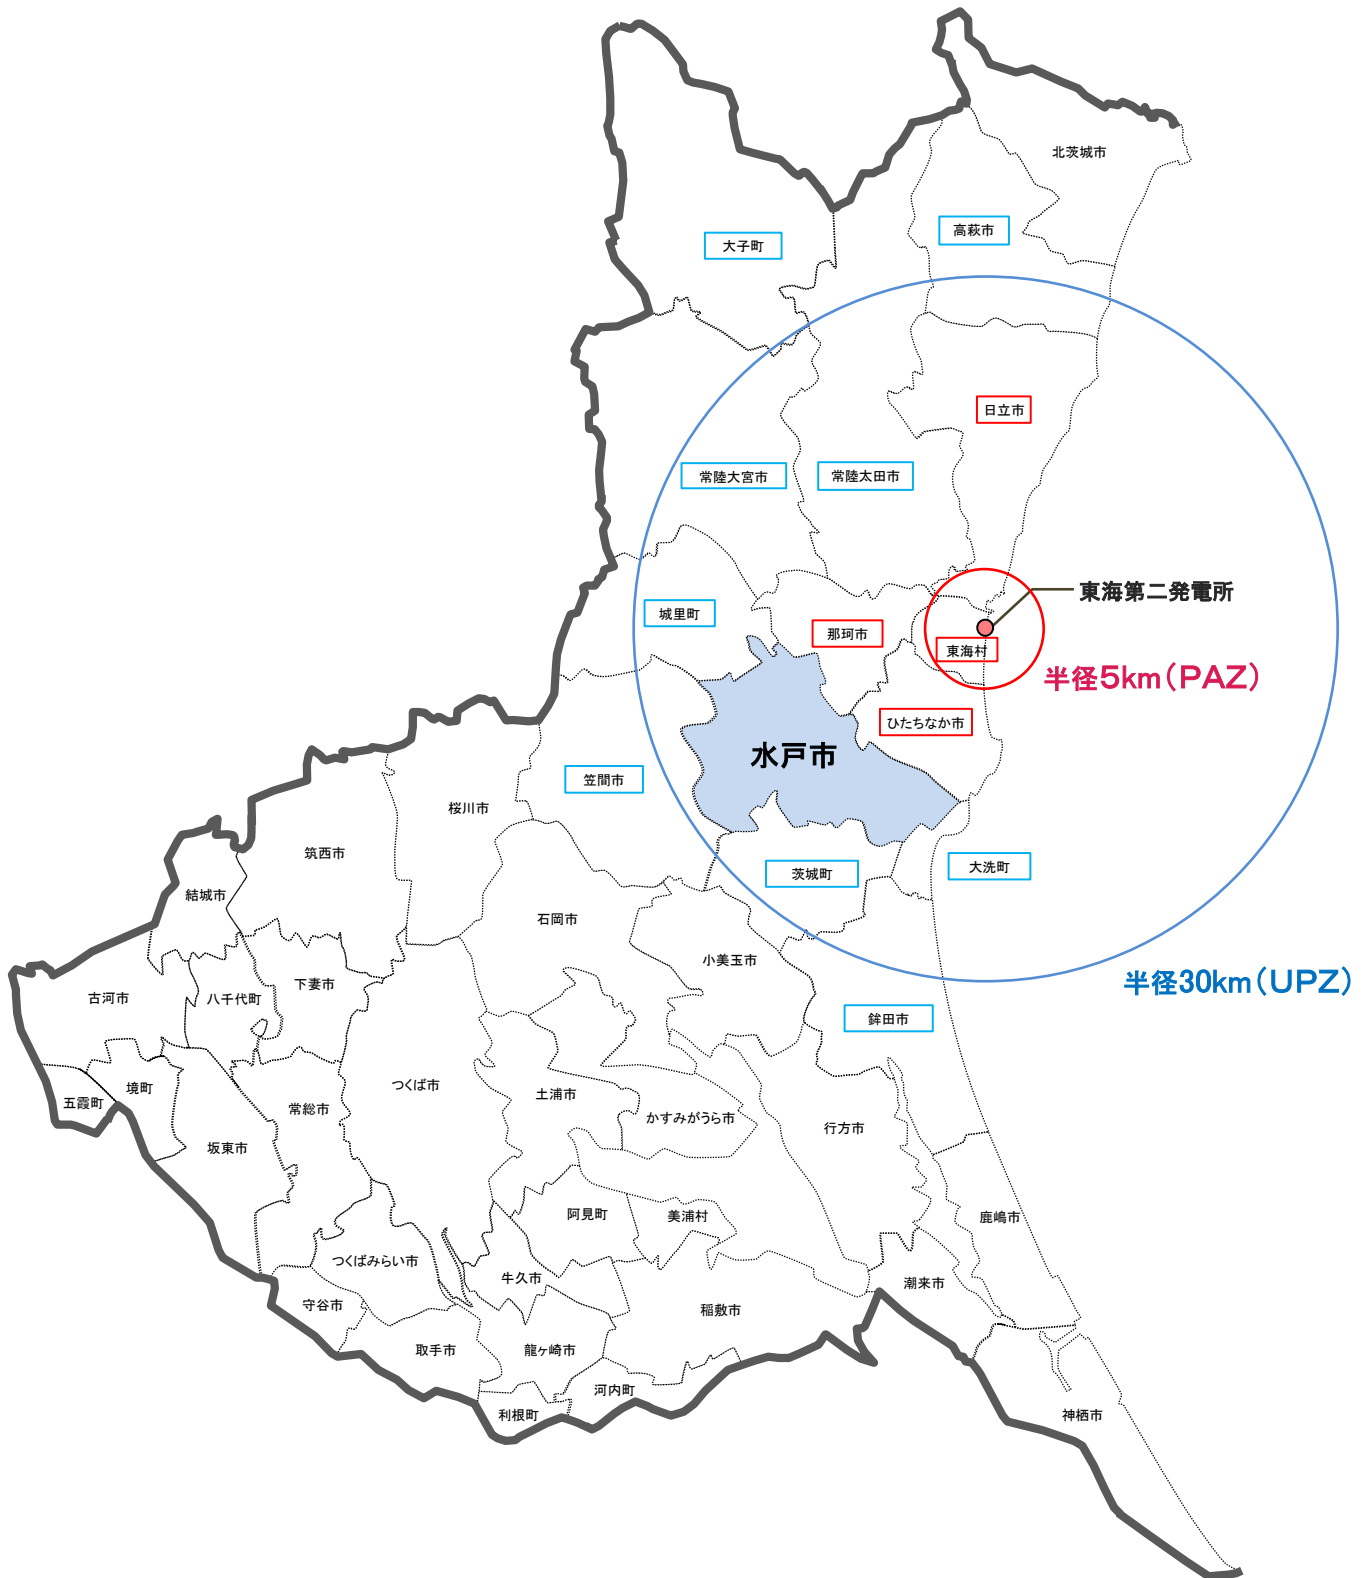 北茨城市
高萩市
大子町
日立市
常陸大宮市
常陸太田市
東海第二発電所
城里町
那珂市
東海村
半径5km（PAZ）
ひたちなか市
水戸市
笠間市
桜川市
筑西市
茨城町
大洗町
結城市
石岡市
小美玉市
半径30km（UPZ）
下妻市
八千代町
古河市
鉾田市
つくば市
境町
土浦市
五霞町
常総市
かすみがうら市
行方市
坂東市
阿見町
美浦村
鹿嶋市
つくばみらい市
牛久市
潮来市
守谷市
稲敷市
取手市
龍ヶ崎市
河内町
利根町
神栖市